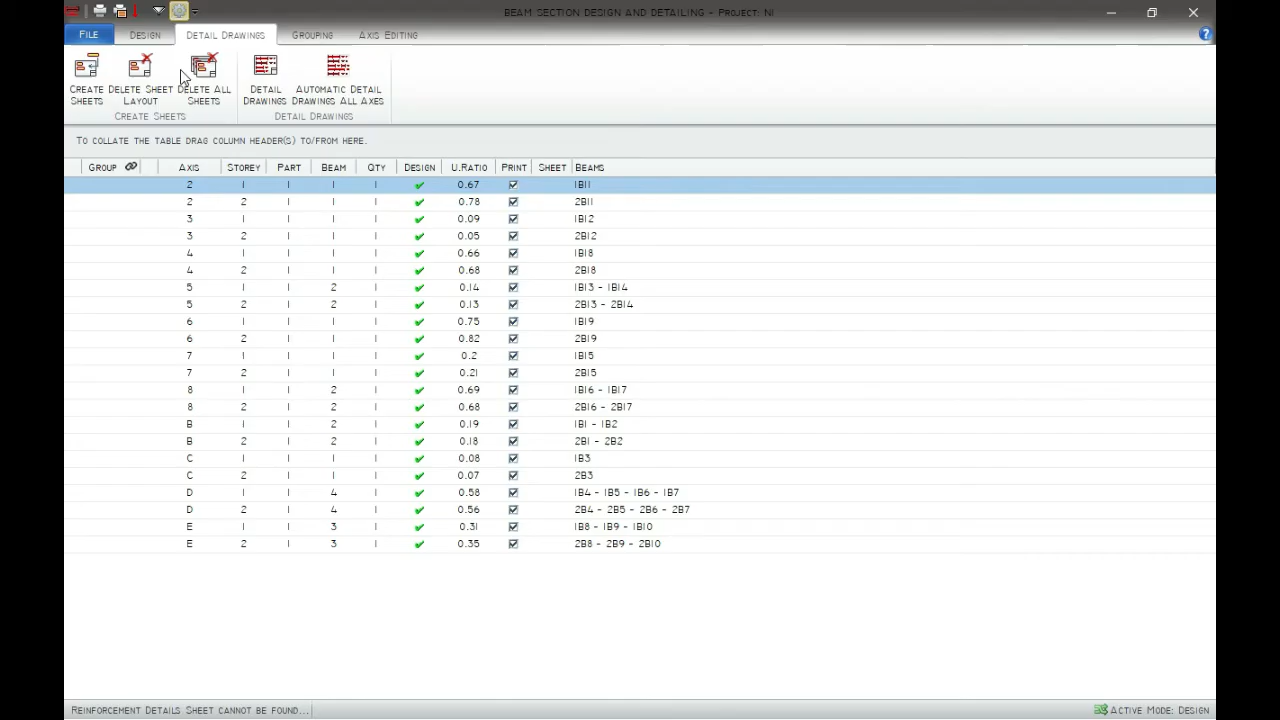 BEAM SECTION DESIGN AND DETAILING - PROJECT: NI
FILE DESIGN DETAIL DRAWINGS GROUPING AXIS EDITING
CREATE SHEETS DELETE SHEET LAYOUT DELETE ALL SHEETS DETAIL DRAWINGS AUTOMATIC DETAIL DRAWINGS ALL AXES
CREATE SHEETS DETAIL DRAWINGS
TO COLLATE THE TABLE DRAG COLUMN HEADER(S) TO/FROM HERE.
GROUP AXIS STOREY PART BEAM QTY DESIGN U.RATIO PRINT SHEET BEAMS
2 1 1 1 1 0.67 1B11
2 2 1 1 1 0.78 2B11
3 1 1 1 1 0.09 1B12
3 2 1 1 1 0.05 2B12
4 1 1 1 1 0.66 1B18
4 2 1 1 1 0.68 2B18
5 1 1 2 1 0.14 1B13 - 1B14
5 2 1 2 1 0.13 2B13 - 2B14
6 1 1 1 1 0.75 1B19
6 2 1 1 1 0.82 2B19
7 1 1 1 1 0.2 1B15
7 2 1 1 1 0.21 2B15
8 1 1 2 1 0.69 1B16 - 1B17
8 2 1 2 1 0.68 2B16 - 2B17
B 1 1 2 1 0.19 1B1 - 1B2
B 2 1 2 1 0.18 2B1 - 2B2
C 1 1 1 1 0.08 1B3
C 2 1 1 1 0.07 2B3
D 1 1 4 1 0.58 1B4 - 1B5 - 1B6 - 1B7
D 2 1 4 1 0.56 2B4 - 2B5 - 2B6 - 2B7
E 1 1 3 1 0.31 1B8 - 1B9 - 1B10
E 2 1 3 1 0.35 2B8 - 2B9 - 2B10
REINFORCEMENT DETAILS SHEET CANNOT BE FOUND... ACTIVE MODE: DESIGN